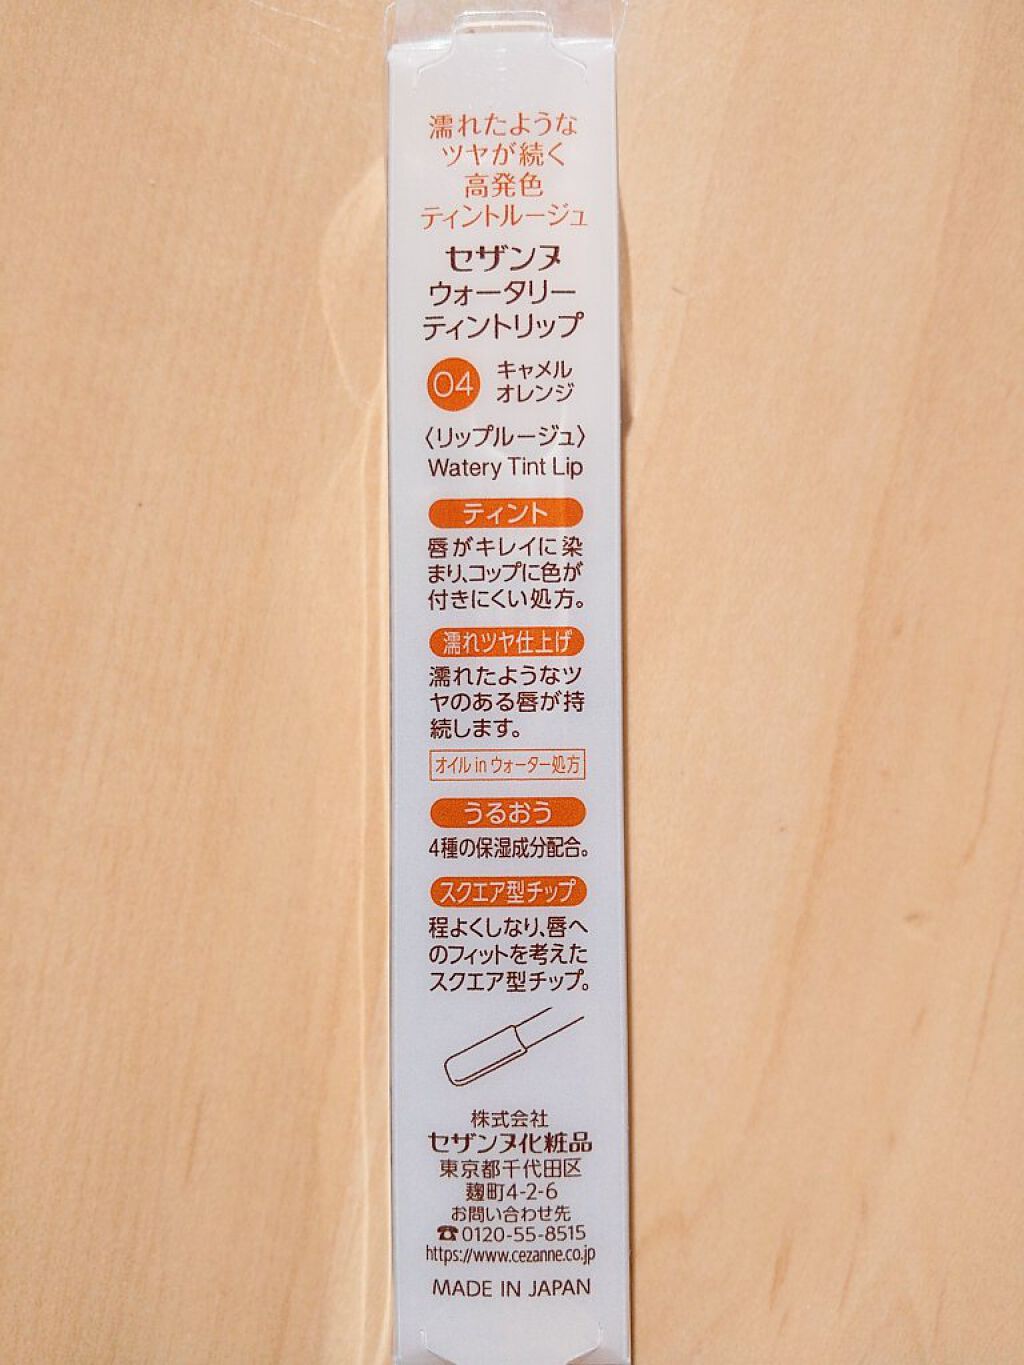 濡れたような
ツヤが続く
高発色
ティントルージュ
セザンヌ
ウォータリー
ティントリップ
04 キャメル
オレンジ
〈リップルージュ〉
Watery Tint Lip
ティント
唇がキレイに染
まり、コップに色が
付きにくい処方。
濡れツヤ仕上げ
濡れたようなツ
ヤのある唇が持
続します。
オイル in ウォーター処方
うるおう
4種の保湿成分配合。
スクエア型チップ
程よくしなり、唇へ
のフィットを考えた
スクエア型チップ。
株式会社
セザンヌ化粧品
東京都千代田区
麹町4-2-6
お問い合わせ先
☎0120-55-8515
https://www.cezanne.co.jp
MADE IN JAPAN